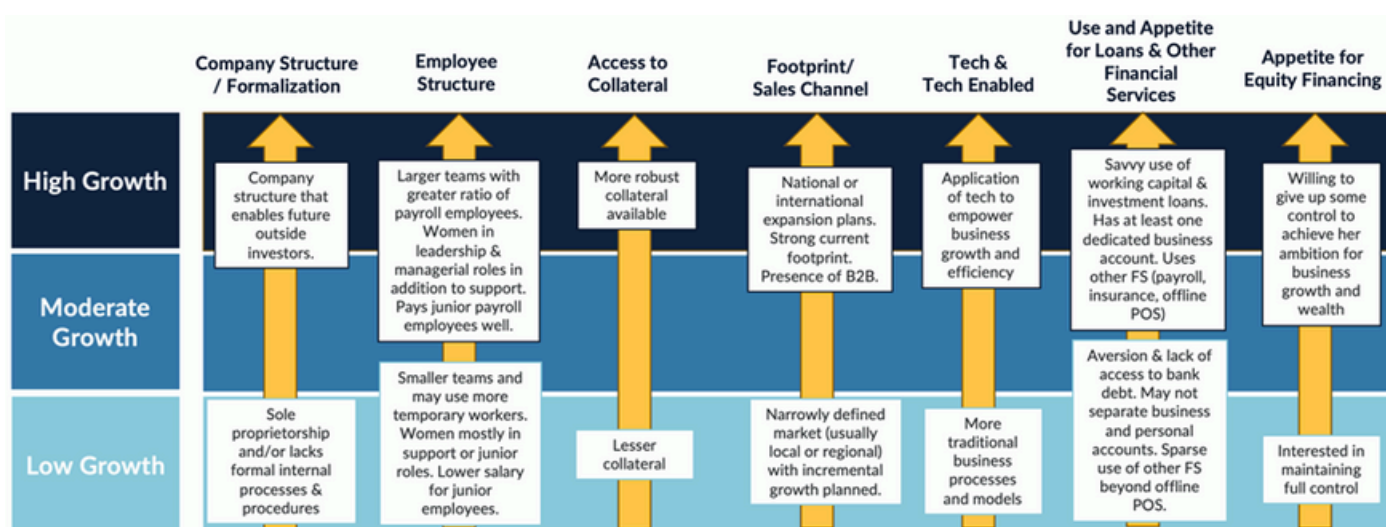 Company Structure
/ Formalization
Employee
Structure
Access to
Collateral
Footprint/
Sales Channel
Tech &
Tech Enabled
Use and Appetite
for Loans & Other
Financial
Services
Appetite for
Equity Financing
High Growth
Company
structure that
enables future
outside
investors.
Larger teams with
greater ratio of
payroll employees.
Women in
leadership &
managerial roles in
addition to support.
Pays junior payroll
employees well.
More robust
collateral
available
National or
international
expansion plans.
Strong current
footprint.
Presence of B2B.
Application
of tech to
empower
business
growth and
efficiency
Savvy use of
working capital &
investment loans.
Has at least one
dedicated business
account. Uses
other FS (payroll,
insurance, offline
POS)
Willing to
give up some
control to
achieve her
ambition for
business
growth and
wealth
Moderate
Growth
Low Growth
Sole
proprietorship
and/or lacks
formal internal
processes &
procedures
Smaller teams and
may use more
temporary workers.
Women mostly in
support or junior
roles. Lower salary
for junior
employees.
Lesser
collateral
Narrowly defined
market (usually
local or regional)
with incremental
growth planned.
More
traditional
business
processes
and models
Aversion & lack of
access to bank
debt. May not
separate business
and personal
accounts. Sparse
use of other FS
beyond offline
POS.
Interested in
maintaining
full control